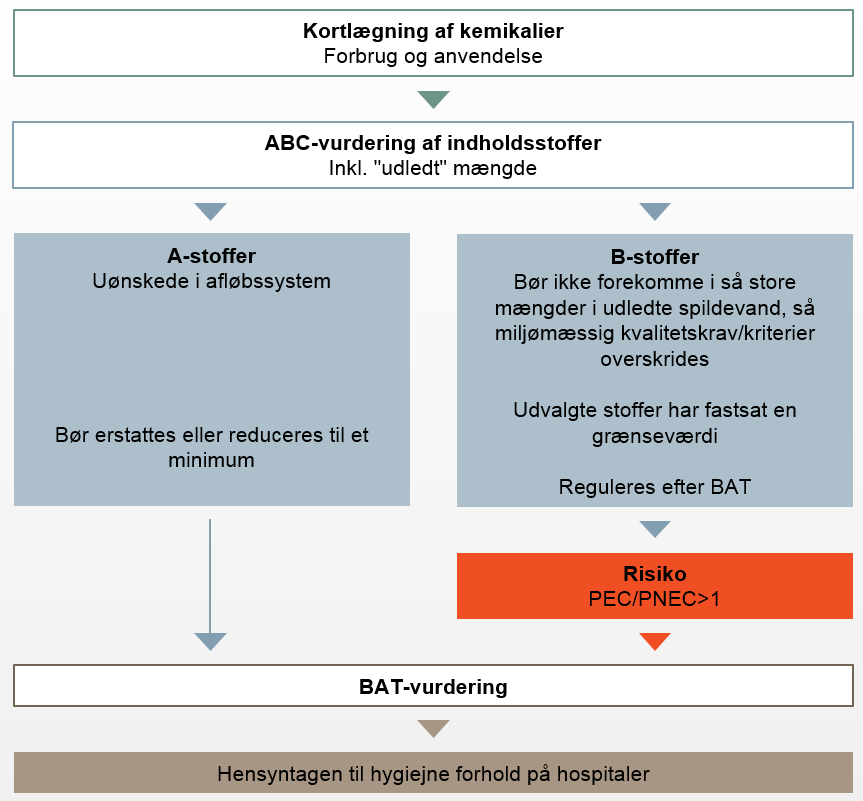 Kortlægning af kemikalier
Forbrug og anvendelse
ABC-vurdering af indholdsstoffer
Inkl. "udledt" mængde
A-stoffer
Uønskede i afløbssystem
Bør erstattes eller reduceres til et
minimum
B-stoffer
Bør ikke forekomme i så store
mængder i udledte spildevand, så
miljømæssig kvalitetskrav/kriterier
overskrides
Udvalgte stoffer har fastsat en
grænseværdi
Reguleres efter BAT
Risiko
PEC/PNEC>1
BAT-vurdering
Hensyntagen til hygiejne forhold på hospitaler